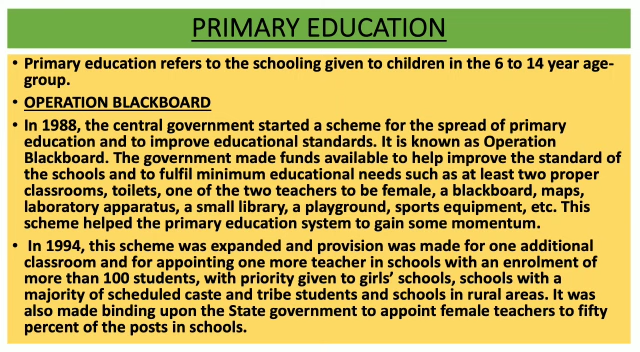 PRIMARY EDUCATION
• Primary education refers to the schooling given to children in the 6 to 14 year age-
group.
• OPERATION BLACKBOARD
• In 1988, the central government started a scheme for the spread of primary
education and to improve educational standards. It is known as Operation
Blackboard. The government made funds available to help improve the standard of
the schools and to fulfil minimum educational needs such as at least two proper
classrooms, toilets, one of the two teachers to be female, a blackboard, maps,
laboratory apparatus, a small library, a playground, sports equipment, etc. This
scheme helped the primary education system to gain some momentum.
• In 1994, this scheme was expanded and provision was made for one additional
classroom and for appointing one more teacher in schools with an enrolment of
more than 100 students, with priority given to girls’ schools, schools with a
majority of scheduled caste and tribe students and schools in rural areas. It was
also made binding upon the State government to appoint female teachers to fifty
percent of the posts in schools.